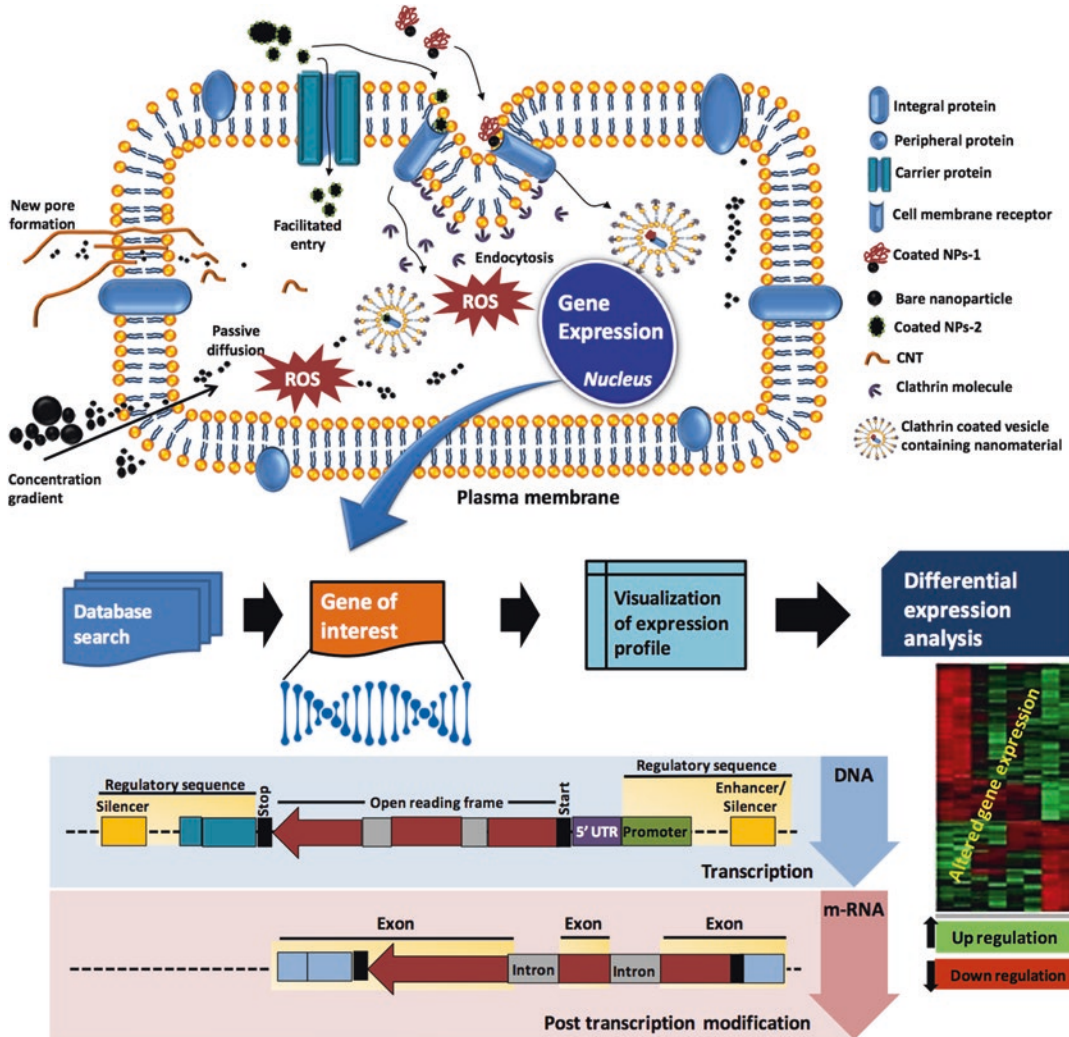 Integral protein
Peripheral protein
Carrier protein
Cell membrane receptor
Coated NPs-1
Bare nanoparticle
Coated NPs-2
CNT
Clathrin molecule
Clathrin coated vesicle
containing nanomaterial
New pore
formation
Facilitated
entry
Endocytosis
ROS
Gene
Expression
Nucleus
Passive
diffusion
ROS
Concentration
gradient
Plasma membrane
Database
search
Gene of
interest
Visualization
of expression
profile
Differential
expression
analysis
Altered gene expression
Up regulation
Down regulation
DNA
Regulatory sequence
Silencer
Stop
Open reading frame
Start
5' UTR
Promoter
Regulatory sequence
Enhancer/
Silencer
Transcription
m-RNA
Exon
Exon
Exon
Intron
Intron
Post transcription modification